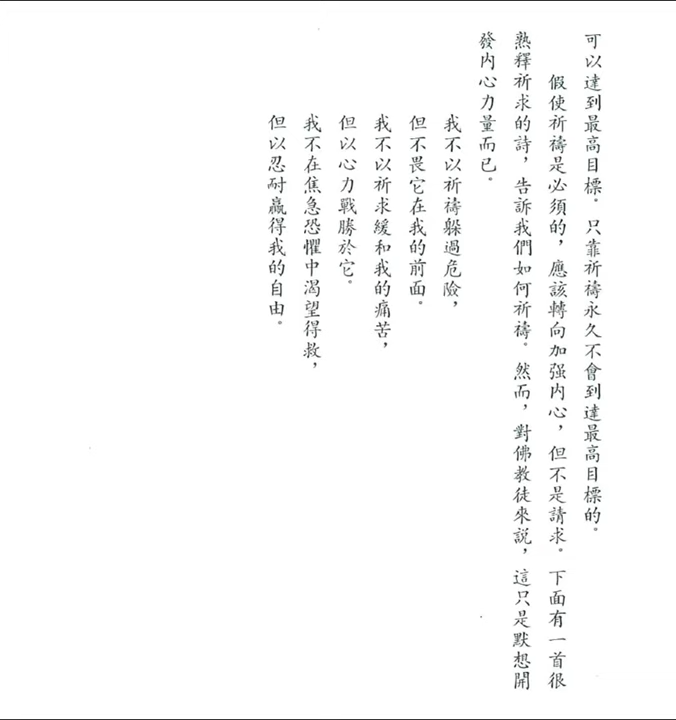 可以達到最高目標。只靠祈禱永久不會到達最高目標的。
假使祈禱是必須的，應該轉向加强内心，但不是請求。下面有一首很
熟釋祈求的詩，告訴我們如何祈禱。然而，對佛教徒來説，這只是默想開
發内心力量而已。
我不以祈禱躲過危險，
但不畏它在我的前面。
我不以祈求緩和我的痛苦，
但以心力戰勝於它。
我不在焦急恐懼中渴望得救，
但以忍耐贏得我的自由。